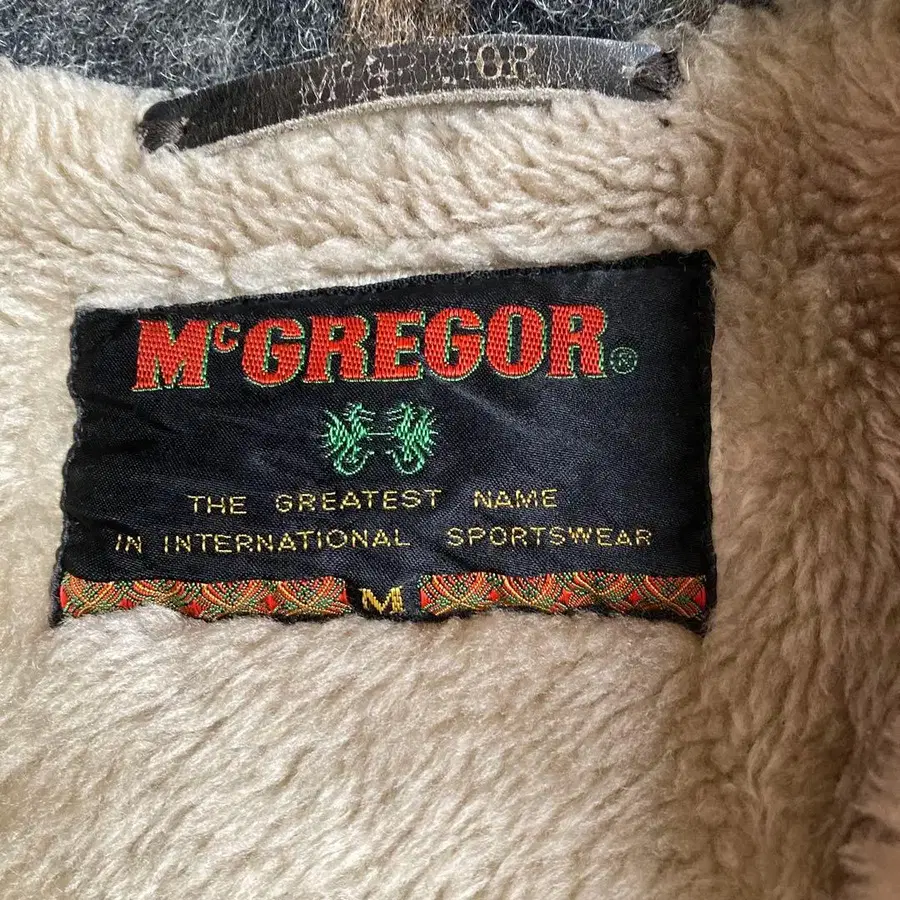 McGREGOR
McGREGOR®
THE GREATEST NAME
IN INTERNATIONAL SPORTSWEAR
M